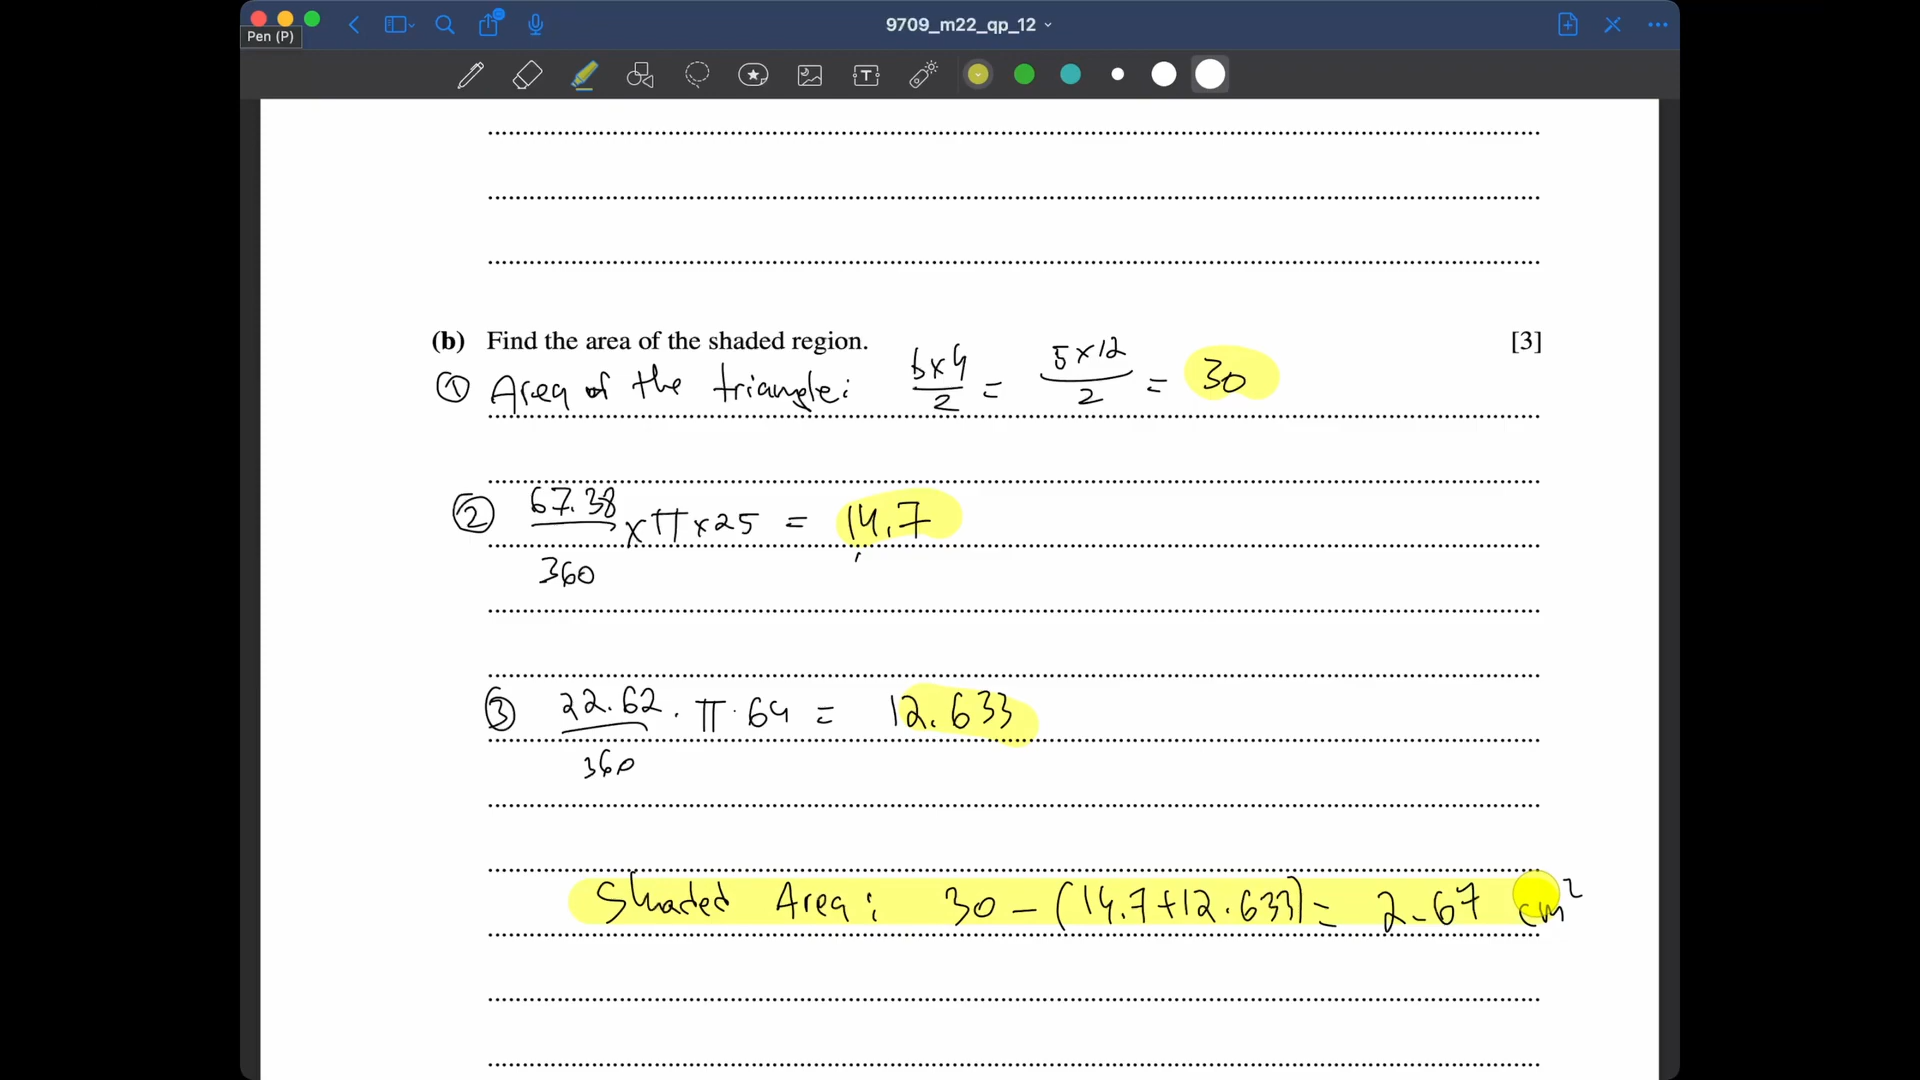 Pen (P)
9709_m22_qp_12
(b) Find the area of the shaded region. [3]
① Area of the triangle: b×h/2 = 5×12/2 = 30
② 67.38/360 × π × 25 = 14.7
③ 22.62/360 · π · 64 = 12.633
Shaded Area: 30 − (14.7+12.633) = 2.67 cm²